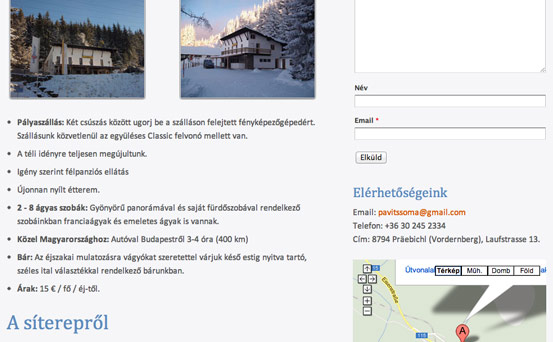 Pályaszállás: Két csúszás között ugorj be a szálláson felejtett fényképezőgépedért.
Szállásunk közvetlenül az együléses Classic felvonó mellett van.
A téli idényre teljesen megújultunk.
Igény szerint félpanziós ellátás
Újonnan nyílt étterem.
2 - 8 ágyas szobák: Gyönyörű panorámával és saját fürdőszobával rendelkező
szobáinkban franciaágyak és emeletes ágyak is vannak.
Közel Magyarországhoz: Autóval Budapestről 3-4 óra (400 km)
Bár: Az éjszakai mulatozásra vágyókat szeretettel várjuk késő estig nyitva tartó,
széles ital választékkal rendelkező bárunkban.
Árak: 15 € / fő / éj-től.
A síterepről
Név
Email *
Elküld
Elérhetőségeink
Email: pavitssoma@gmail.com
Telefon: +36 30 245 2334
Cím: 8794 Präebichl (Vordernberg), Laufstrasse 13.
Útvonala
Térkép
Műh.
Domb
Föld
A
115